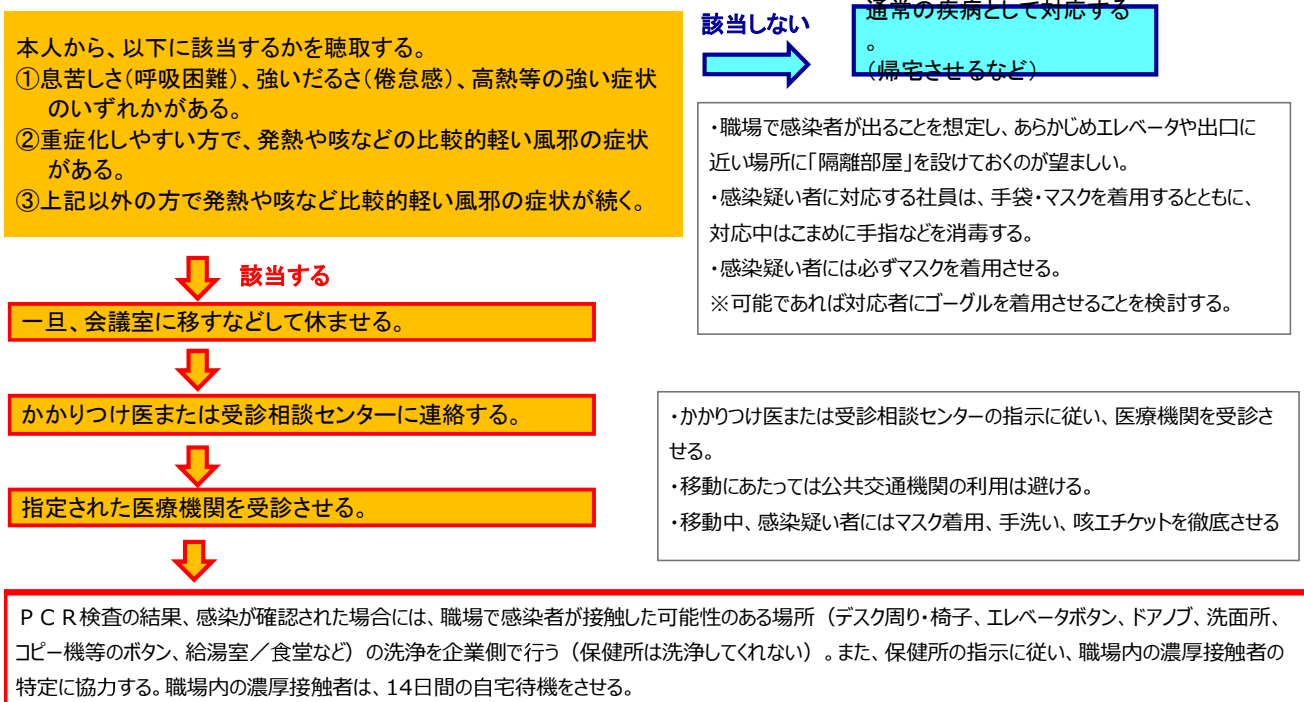 本人から、以下に該当するかを聴取する。
①息苦しさ(呼吸困難)、強いだるさ(倦怠感)、高熱等の強い症状
のいずれかがある。
②重症化しやすい方で、発熱や咳などの比較的軽い風邪の症状
がある。
③上記以外の方で発熱や咳など比較的軽い風邪の症状が続く。
該当しない
通常の疾病として対応する
。
(帰宅させるなど)
・職場で感染者が出ることを想定し、あらかじめエレベータや出口に
近い場所に「隔離部屋」を設けておくのが望ましい。
・感染疑い者に対応する社員は、手袋・マスクを着用するとともに、
対応中はこまめに手指などを消毒する。
・感染疑い者には必ずマスクを着用させる。
※可能であれば対応者にゴーグルを着用させることを検討する。
該当する
一旦、会議室に移すなどして休ませる。
かかりつけ医または受診相談センターに連絡する。
・かかりつけ医または受診相談センターの指示に従い、医療機関を受診さ
せる。
・移動にあたっては公共交通機関の利用は避ける。
・移動中、感染疑い者にはマスク着用、手洗い、咳エチケットを徹底させる
指定された医療機関を受診させる。
ＰＣＲ検査の結果、感染が確認された場合には、職場で感染者が接触した可能性のある場所（デスク周り・椅子、エレベータボタン、ドアノブ、洗面所、
コピー機等のボタン、給湯室／食堂など）の洗浄を企業側で行う（保健所は洗浄してくれない）。また、保健所の指示に従い、職場内の濃厚接触者の
特定に協力する。職場内の濃厚接触者は、14日間の自宅待機をさせる。